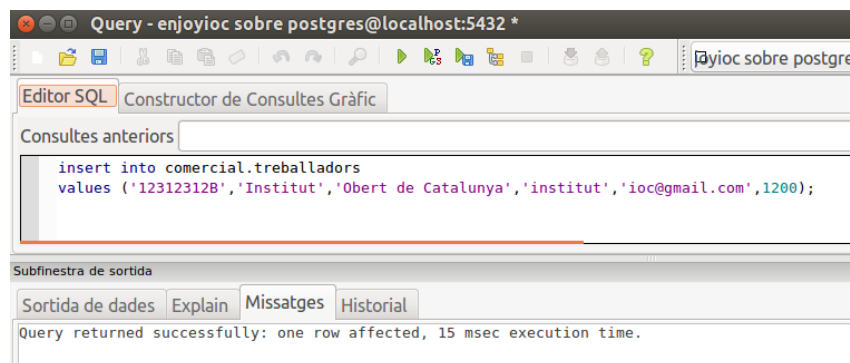 Query - enjoyioc sobre postgres@localhost:5432 *
oyioc sobre postgre
Editor SQL Constructor de Consultes Gràfic
Consultes anteriors
insert into comercial.treballadors
values ('12312312B','Institut','Obert de Catalunya','institut','ioc@gmail.com',1200);
Subfinestra de sortida
Sortida de dades Explain Missatges Historial
Query returned successfully: one row affected, 15 msec execution time.